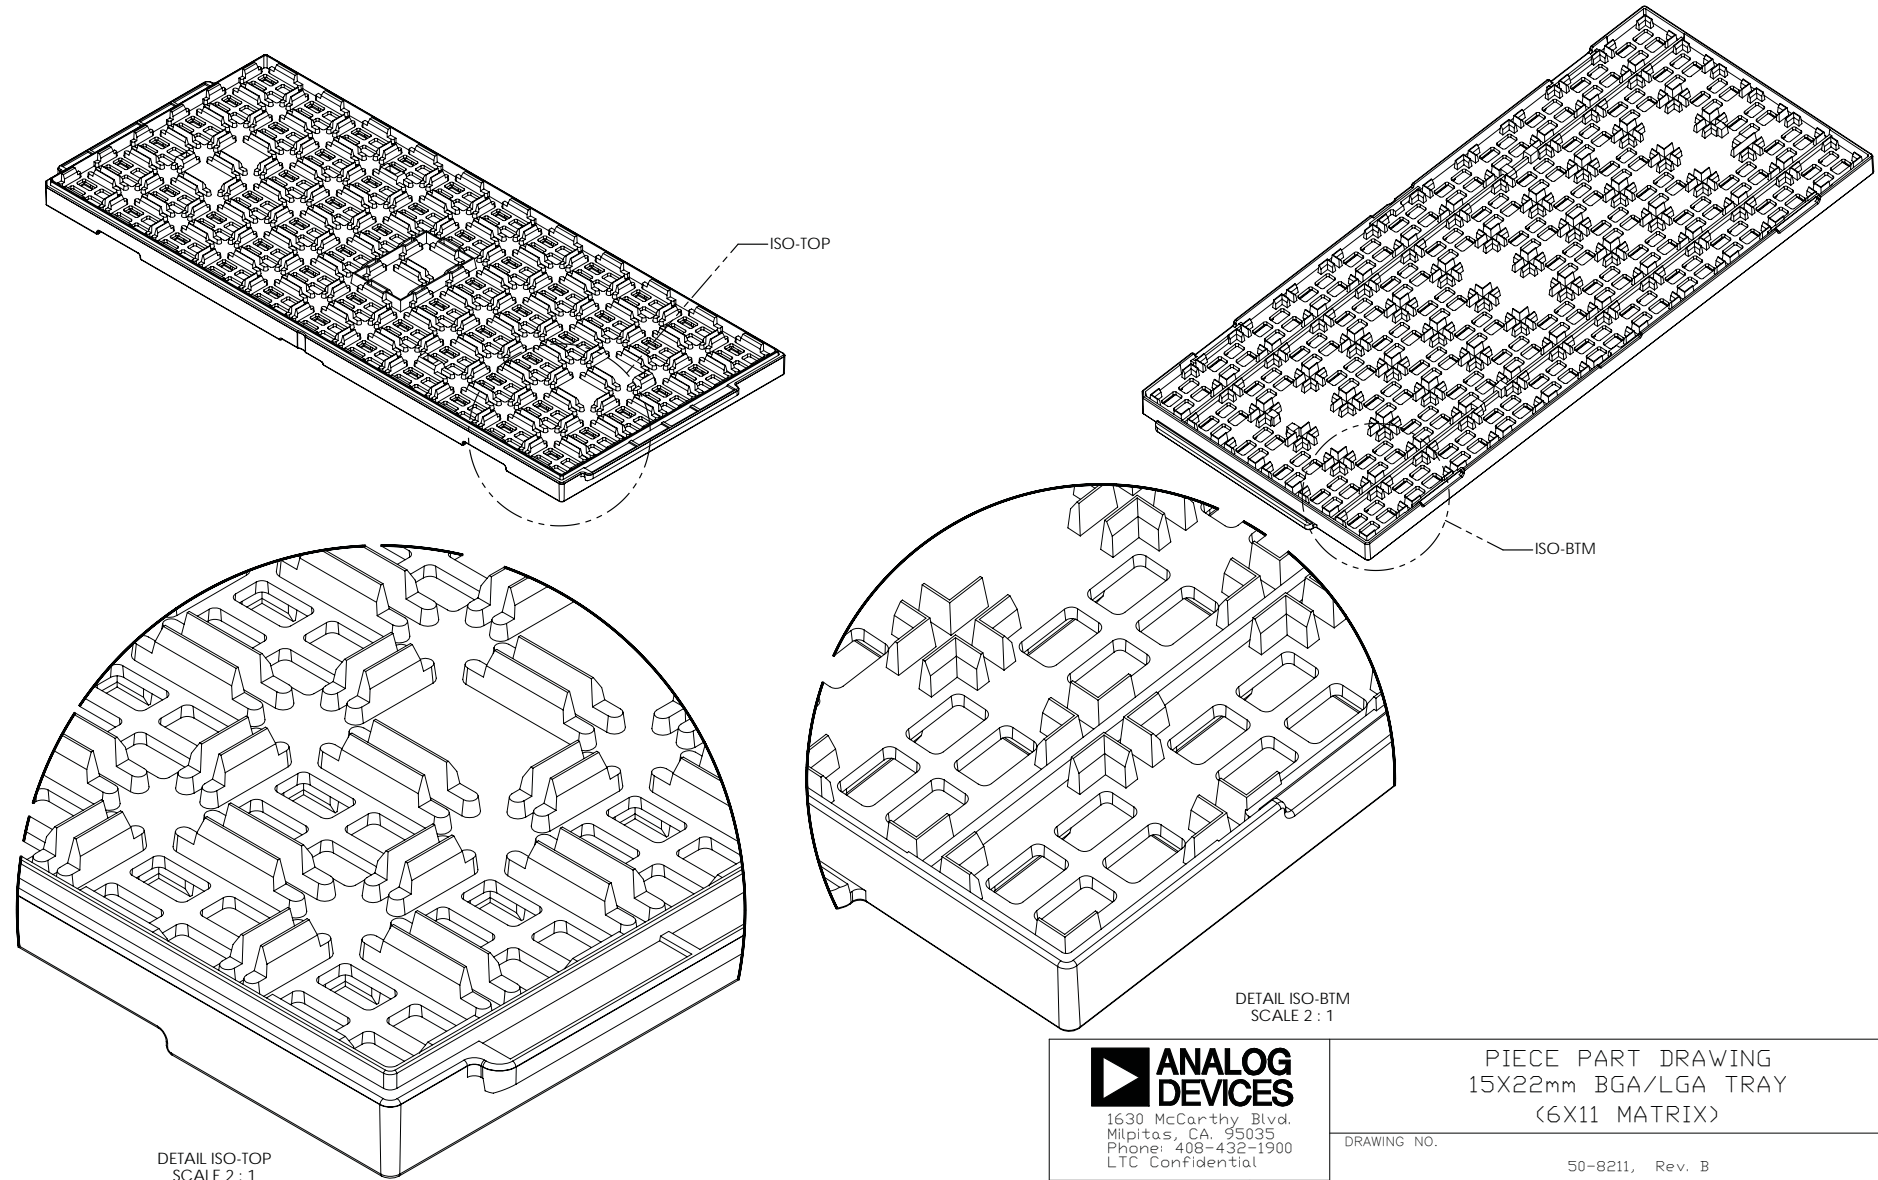 ISO-TOP
ISO-BTM
DETAIL ISO-TOP
SCALE 2 : 1
DETAIL ISO-BTM
SCALE 2 : 1
ANALOG
DEVICES
1630 McCarthy Blvd.
Milpitas, CA. 95035
Phone: 408-432-1900
LTC Confidential
PIECE PART DRAWING
15X22mm BGA/LGA TRAY
(6X11 MATRIX)
DRAWING NO.
50-8211, Rev. B